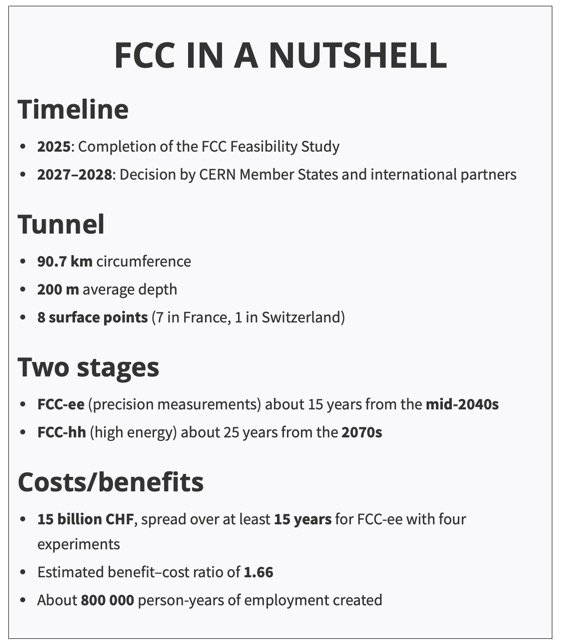 FCC IN A NUTSHELL
Timeline
• 2025: Completion of the FCC Feasibility Study
• 2027–2028: Decision by CERN Member States and international partners
Tunnel
• 90.7 km circumference
• 200 m average depth
• 8 surface points (7 in France, 1 in Switzerland)
Two stages
• FCC-ee (precision measurements) about 15 years from the mid-2040s
• FCC-hh (high energy) about 25 years from the 2070s
Costs/benefits
• 15 billion CHF, spread over at least 15 years for FCC-ee with four
experiments
• Estimated benefit–cost ratio of 1.66
• About 800 000 person-years of employment created